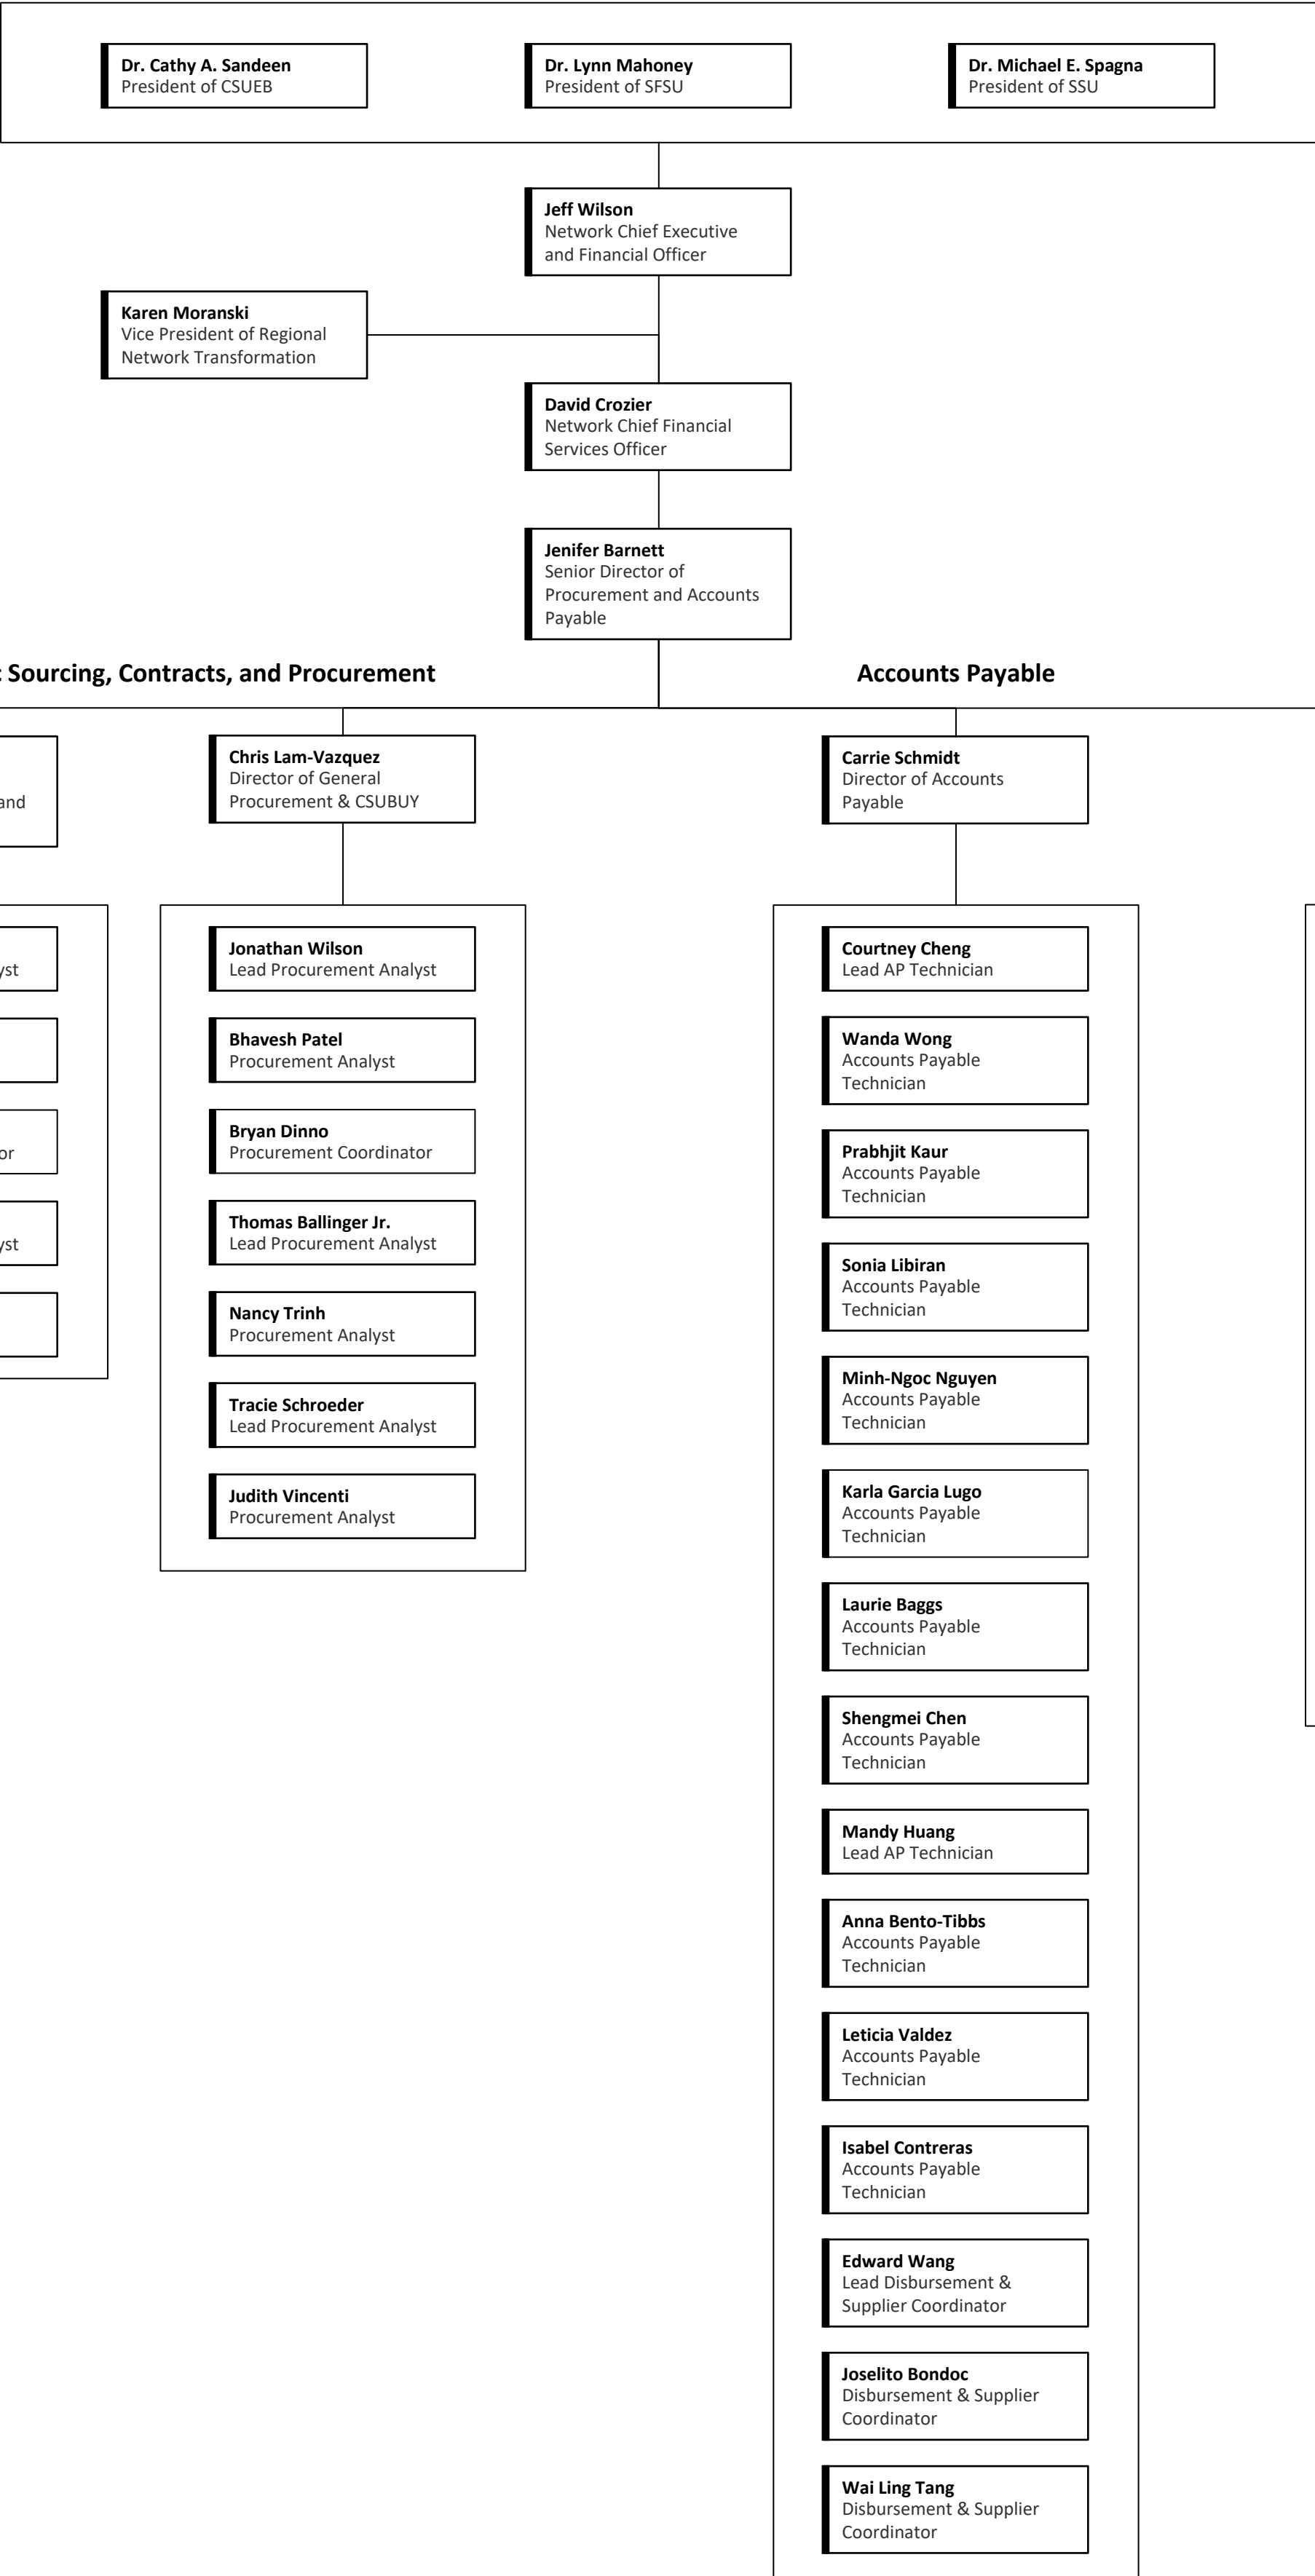 Dr. Cathy A. Sandeen
President of CSUEB
Dr. Lynn Mahoney
President of SFSU
Dr. Michael E. Spagna
President of SSU
Jeff Wilson
Network Chief Executive
and Financial Officer
Karen Moranski
Vice President of Regional
Network Transformation
David Crozier
Network Chief Financial
Services Officer
Jenifer Barnett
Senior Director of
Procurement and Accounts
Payable
Sourcing, Contracts, and Procurement
Accounts Payable
and
Chris Lam-Vazquez
Director of General
Procurement & CSUBUY
Carrie Schmidt
Director of Accounts
Payable
Jonathan Wilson
Lead Procurement Analyst
Bhavesh Patel
Procurement Analyst
Bryan Dinno
Procurement Coordinator
Thomas Ballinger Jr.
Lead Procurement Analyst
Nancy Trinh
Procurement Analyst
Tracie Schroeder
Lead Procurement Analyst
Judith Vincenti
Procurement Analyst
Courtney Cheng
Lead AP Technician
Wanda Wong
Accounts Payable
Technician
Prabhjit Kaur
Accounts Payable
Technician
Sonia Libiran
Accounts Payable
Technician
Minh-Ngoc Nguyen
Accounts Payable
Technician
Karla Garcia Lugo
Accounts Payable
Technician
Laurie Baggs
Accounts Payable
Technician
Shengmei Chen
Accounts Payable
Technician
Mandy Huang
Lead AP Technician
Anna Bento-Tibbs
Accounts Payable
Technician
Leticia Valdez
Accounts Payable
Technician
Isabel Contreras
Accounts Payable
Technician
Edward Wang
Lead Disbursement &
Supplier Coordinator
Joselito Bondoc
Disbursement & Supplier
Coordinator
Wai Ling Tang
Disbursement & Supplier
Coordinator